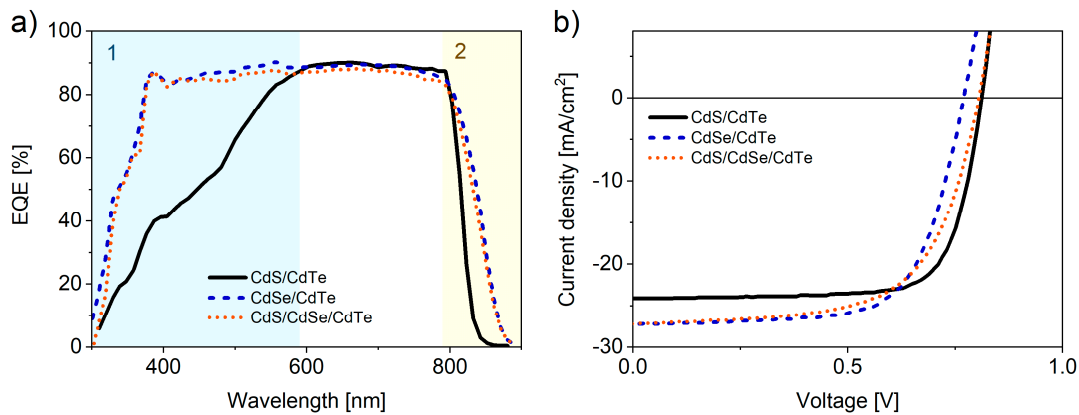 a)
100
80
60
40
20
0
EQE [%]
1
2
CdS/CdTe
CdSe/CdTe
CdS/CdSe/CdTe
400
600
800
Wavelength [nm]
b)
0
-10
-20
-30
Current density [mA/cm²]
CdS/CdTe
CdSe/CdTe
CdS/CdSe/CdTe
0.0
0.5
1.0
Voltage [V]